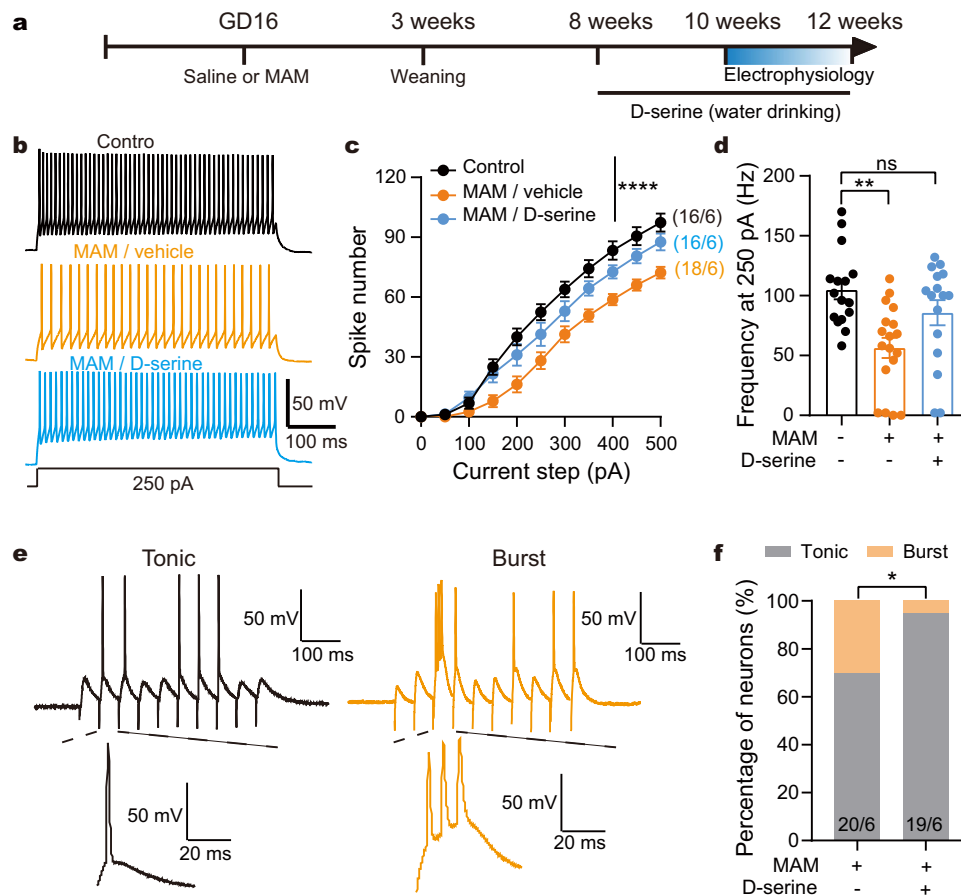 a
GD16 3 weeks 8 weeks 10 weeks 12 weeks
Saline or MAM Weaning Electrophysiology
D-serine (water drinking)
b
Contro
MAM / vehicle
MAM / D-serine
50 mV
100 ms
250 pA
c
Control
MAM / vehicle
MAM / D-serine
****
(16/6)
(16/6)
(18/6)
Spike number
120
90
60
30
0
0 100 200 300 400 500
Current step (pA)
d
ns
**
Frequency at 250 pA (Hz)
200
150
100
50
0
MAM - + +
D-serine - - +
e
Tonic
50 mV
100 ms
50 mV
20 ms
Burst
50 mV
100 ms
50 mV
20 ms
f
Tonic Burst
*
Percentage of neurons (%)
100
80
60
40
20
0
20/6 19/6
MAM + +
D-serine - +